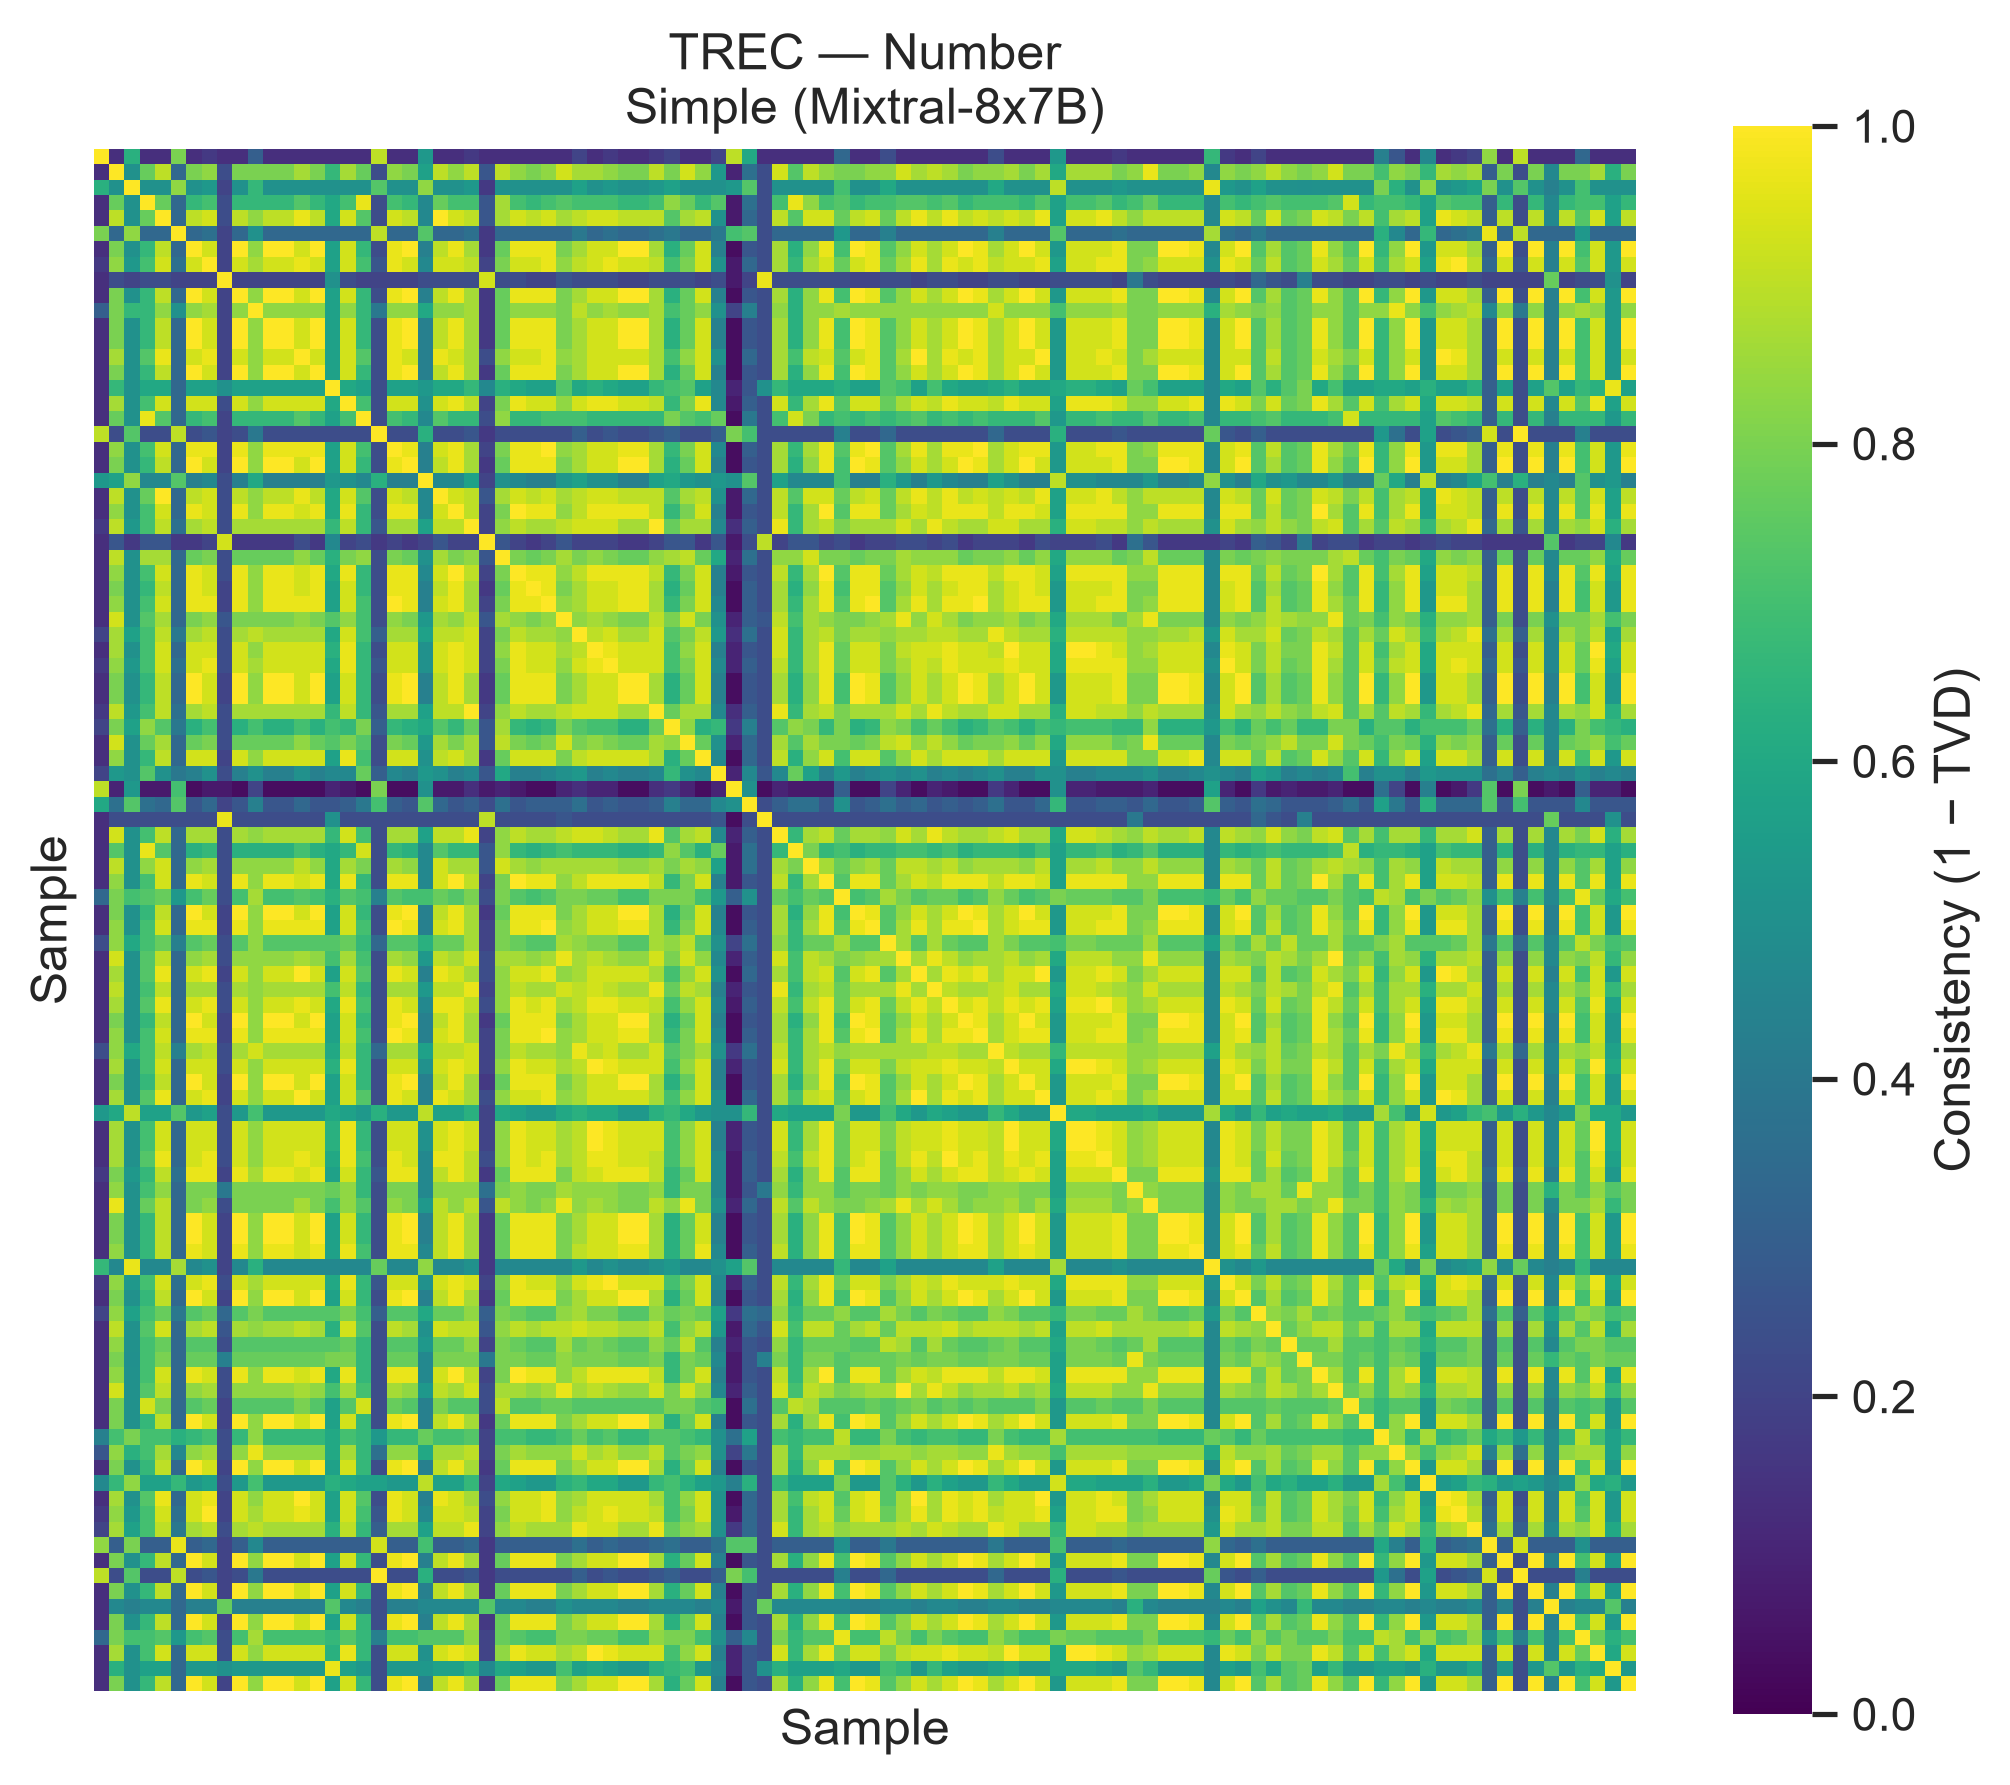 TREC — Number
Simple (Mixtral-8x7B)
Sample
Sample
1.0
0.8
0.6
0.4
0.2
0.0
Consistency (1 − TVD)